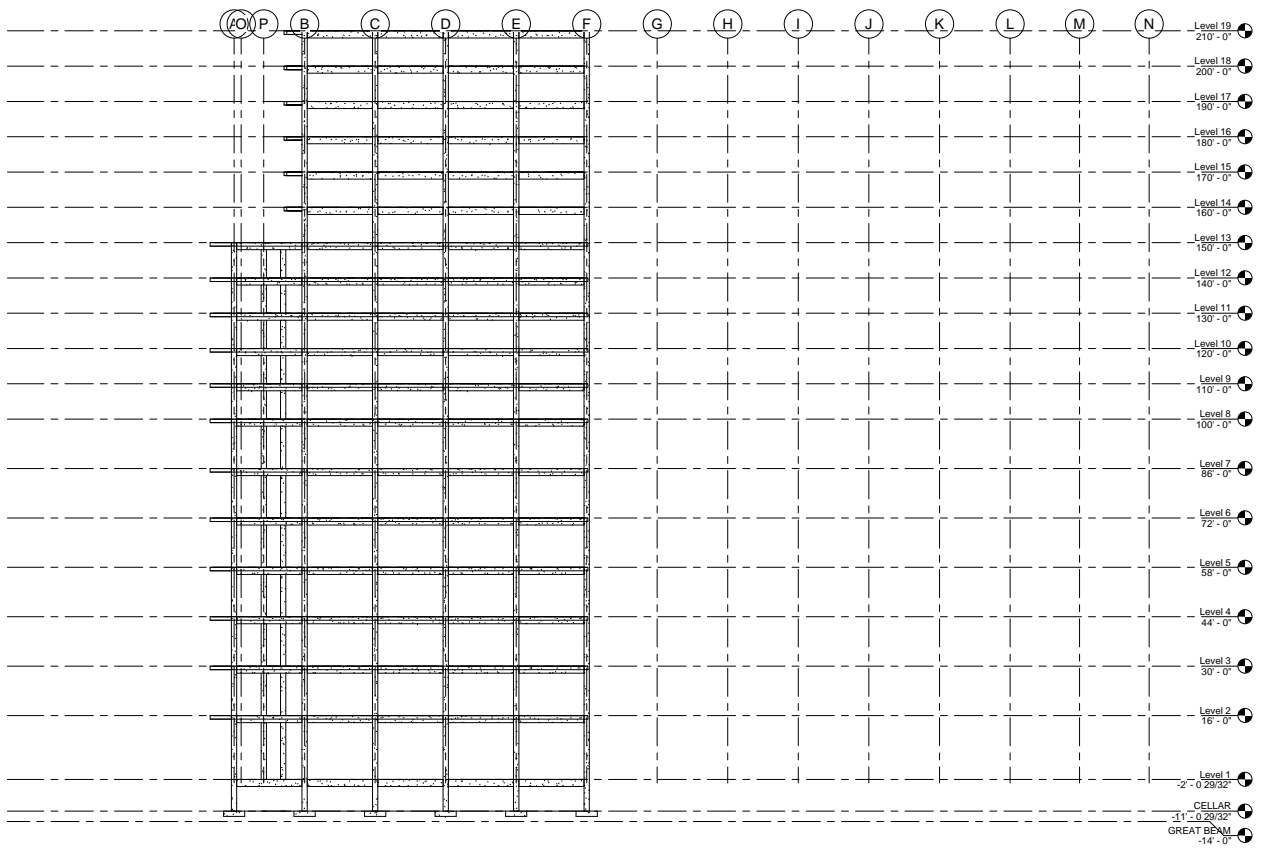 A O P B C D E F G H I J K L M N
Level 19
210' - 0"
Level 18
200' - 0"
Level 17
190' - 0"
Level 16
180' - 0"
Level 15
170' - 0"
Level 14
160' - 0"
Level 13
150' - 0"
Level 12
140' - 0"
Level 11
130' - 0"
Level 10
120' - 0"
Level 9
110' - 0"
Level 8
100' - 0"
Level 7
86' - 0"
Level 6
72' - 0"
Level 5
58' - 0"
Level 4
44' - 0"
Level 3
30' - 0"
Level 2
16' - 0"
Level 1
-2' - 0 29/32"
CELLAR
-11' - 0 29/32"
GREAT BEAM
-14' - 0"